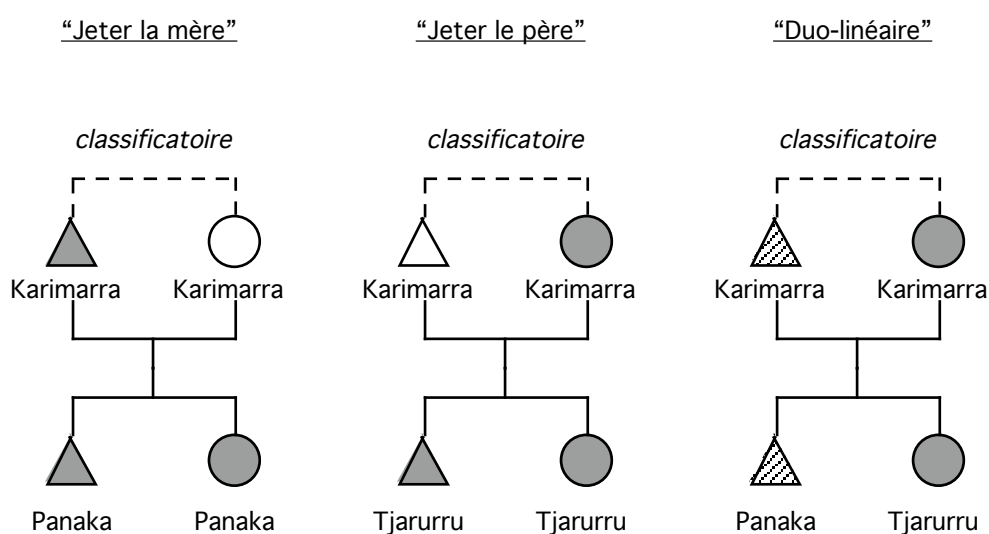 “Jeter la mère” “Jeter le père” “Duo-linéaire”
classificatoire classificatoire classificatoire
Karimarra Karimarra Karimarra Karimarra Karimarra Karimarra
Panaka Panaka Tjarurru Tjarurru Panaka Tjarurru